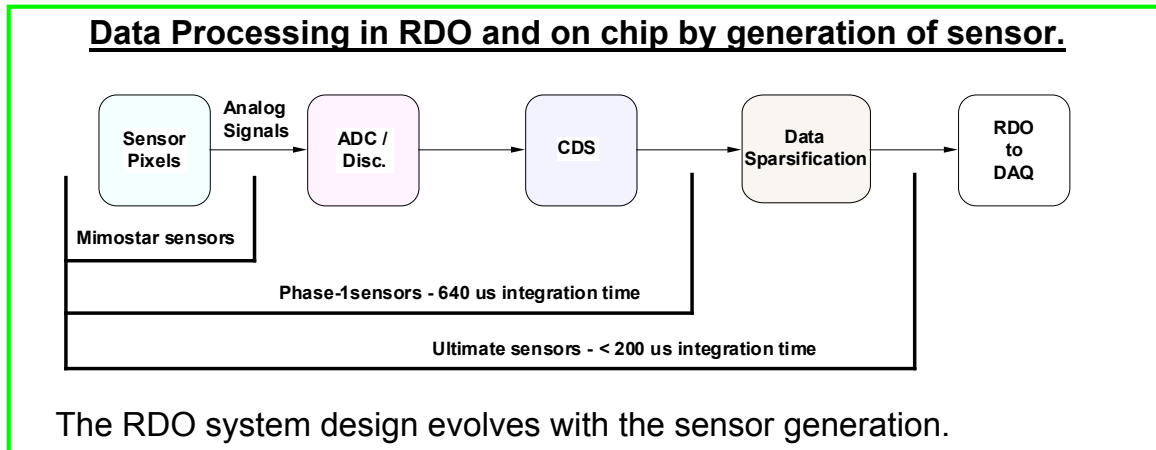 Data Processing in RDO and on chip by generation of sensor.
Analog
Signals
Sensor
Pixels
ADC /
Disc.
CDS
Data
Sparsification
RDO
to
DAQ
Mimostar sensors
Phase-1sensors - 640 us integration time
Ultimate sensors - < 200 us integration time
The RDO system design evolves with the sensor generation.